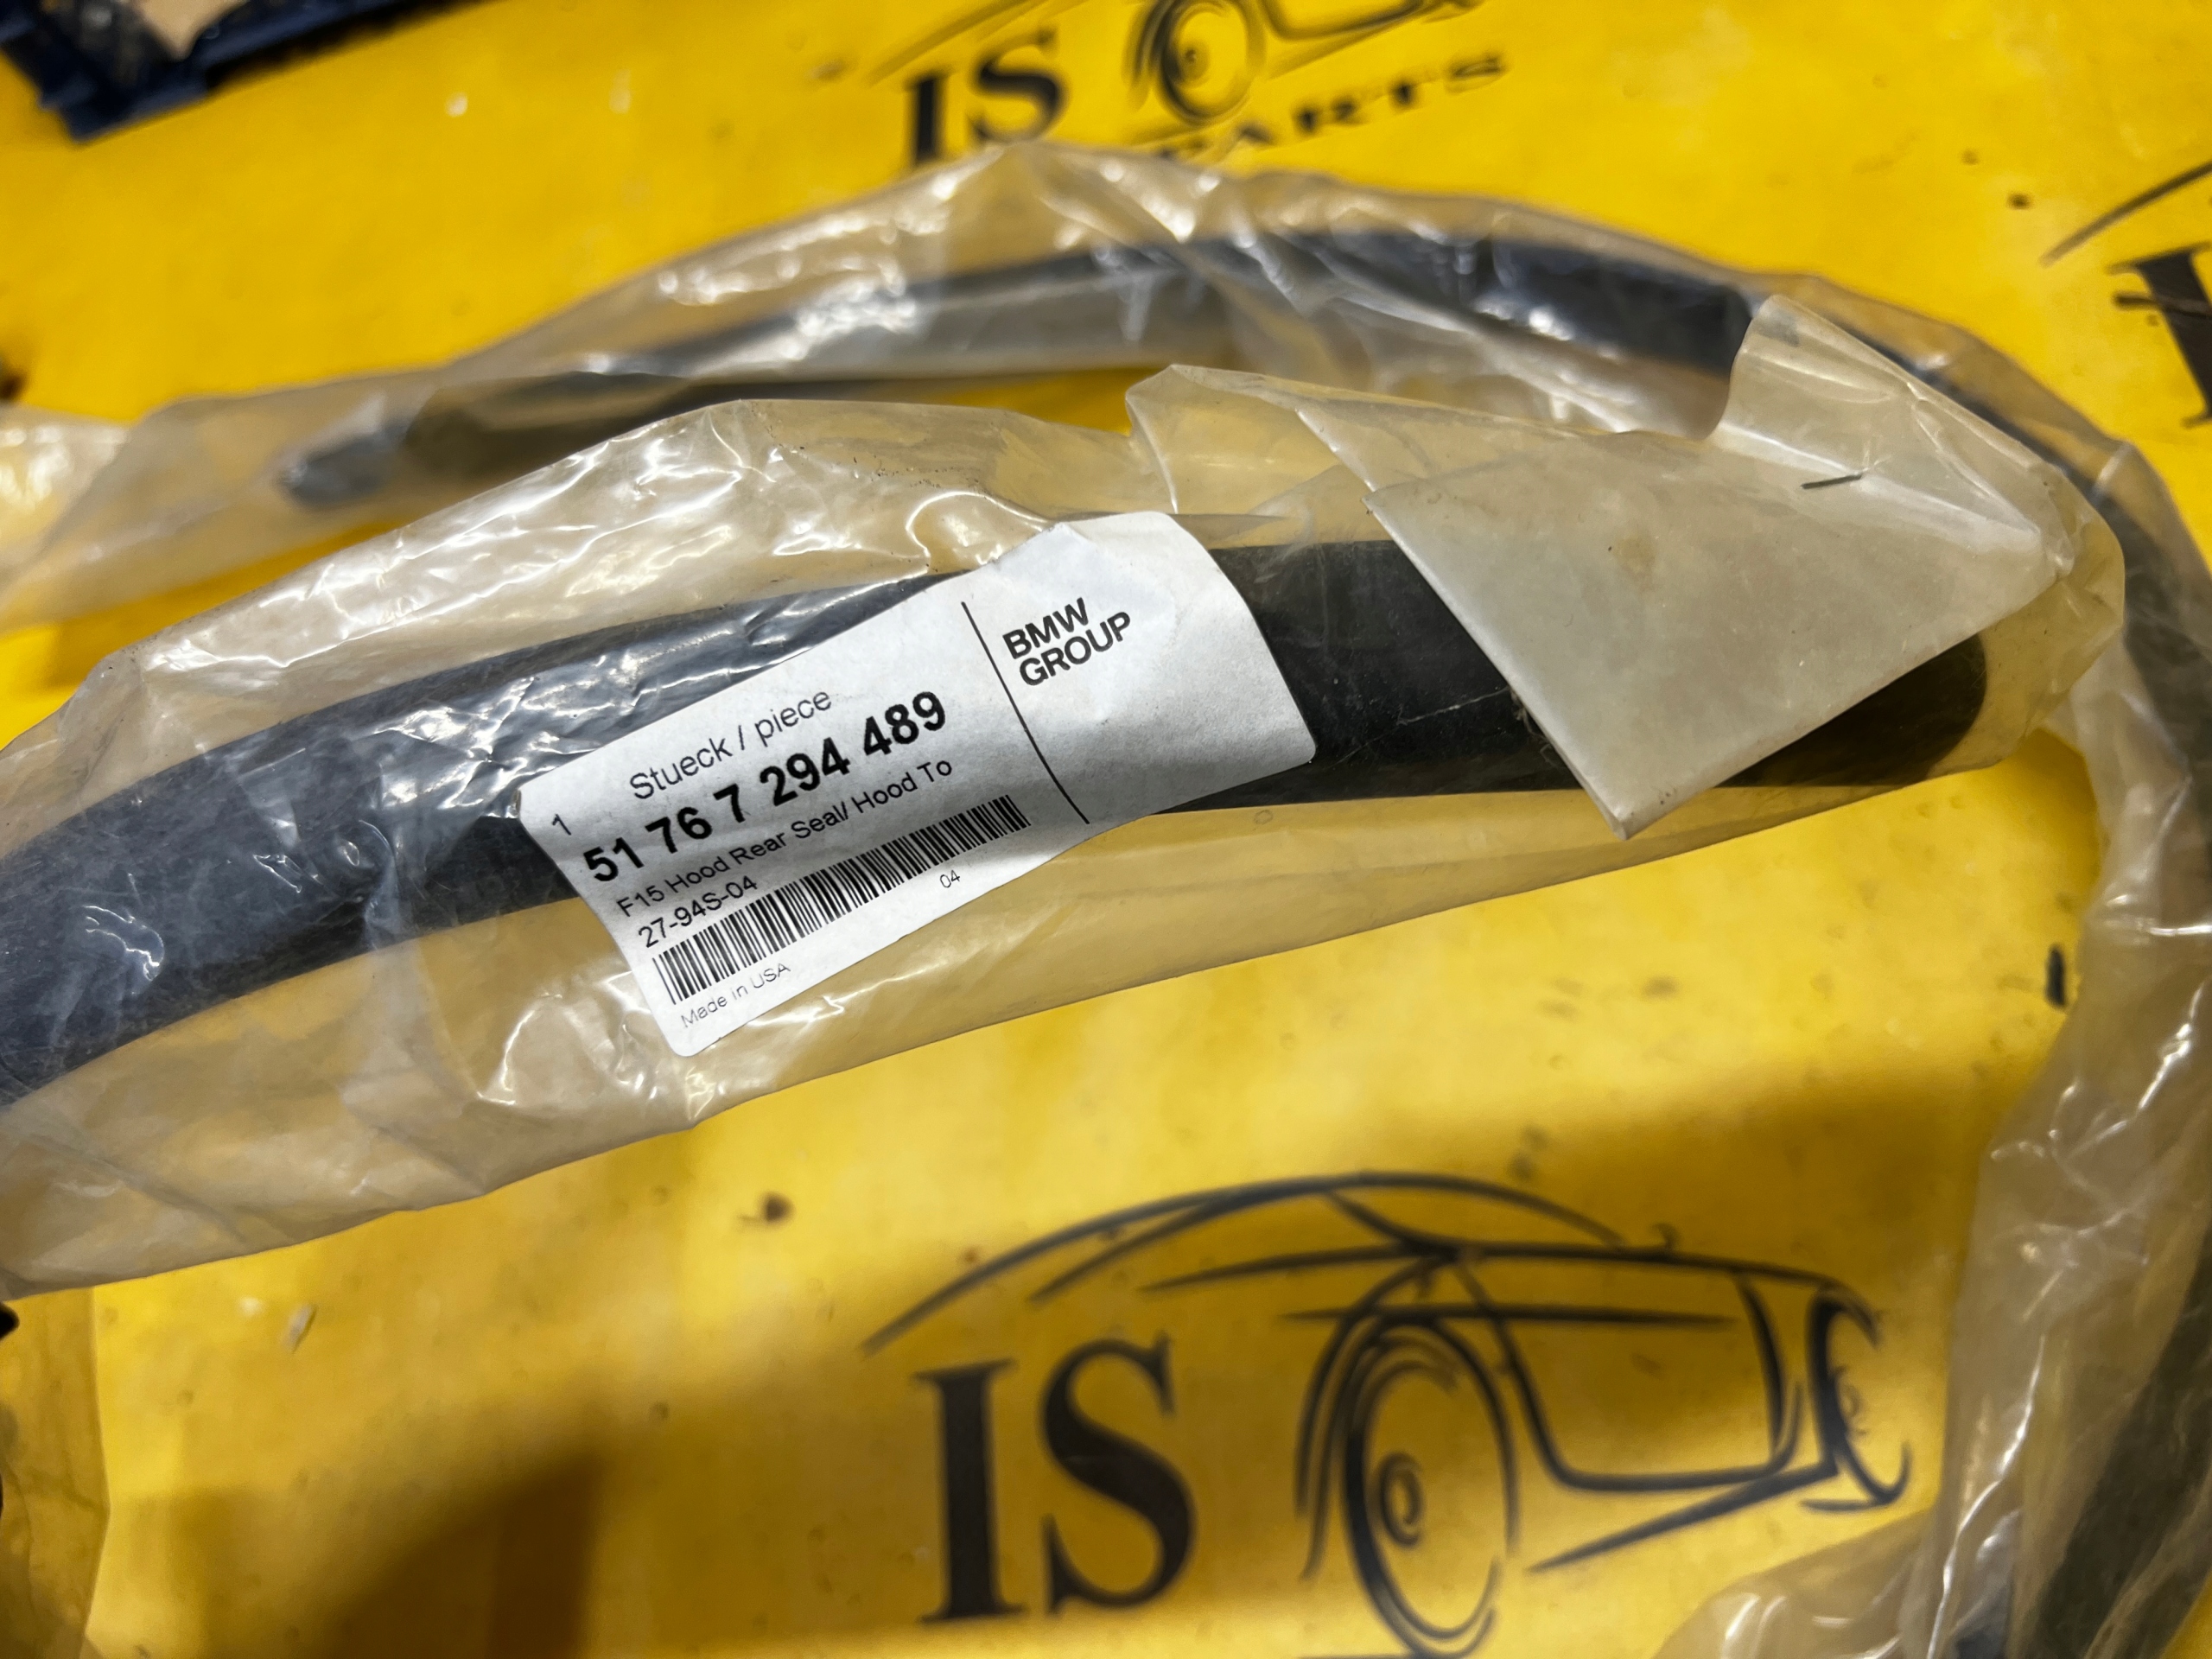 IS
PARTS
1 Stueck / piece
51 76 7 294 489
F15 Hood Rear Seal/ Hood To
27-94S-04
04
Made in USA
BMW
GROUP
IS